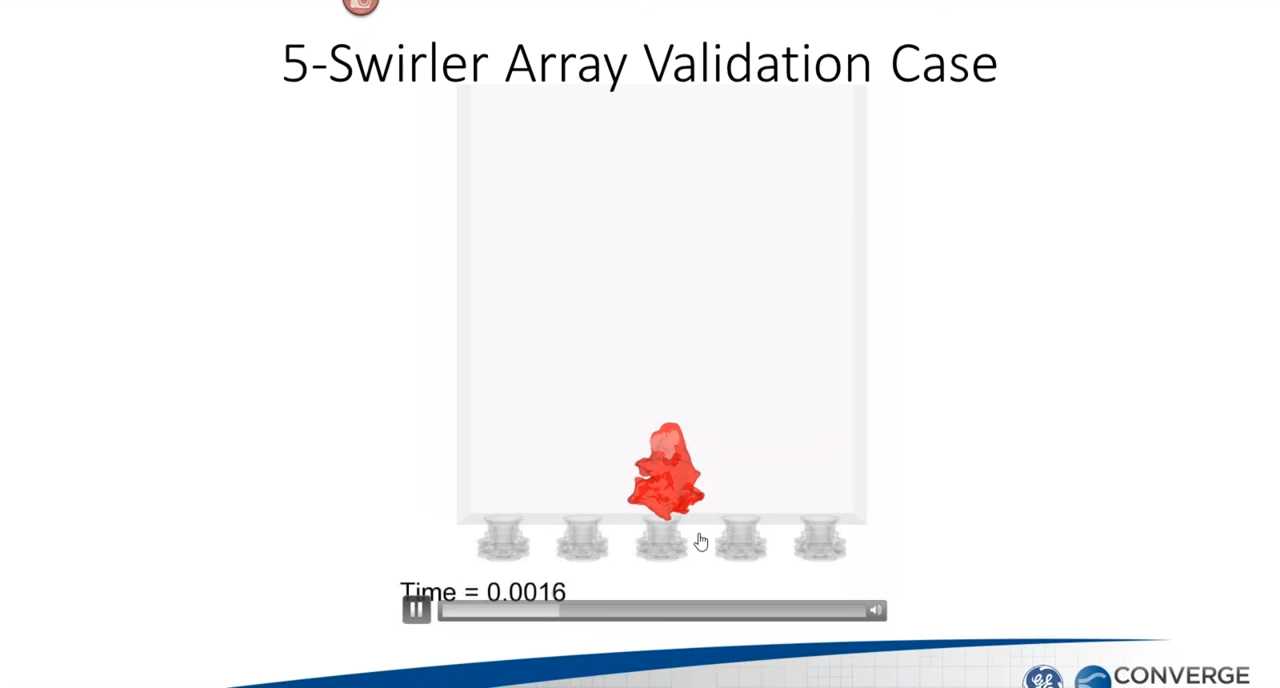 5-Swirler Array Validation Case
Time = 0.0016
CONVERGE